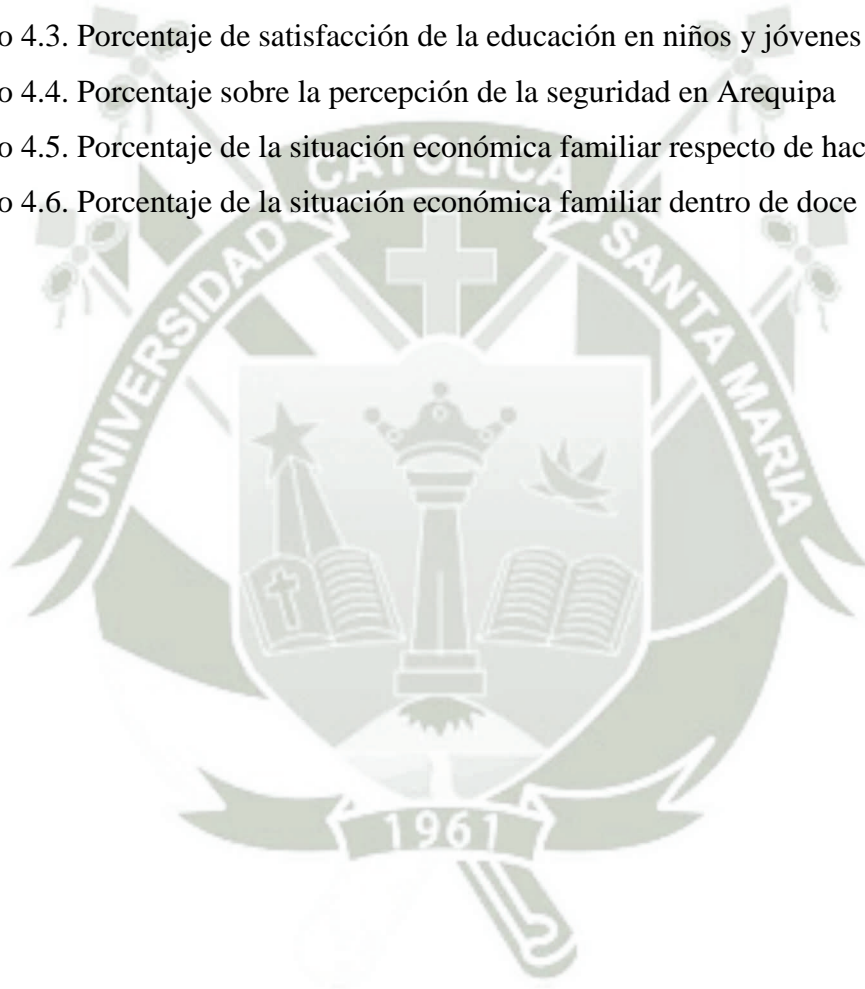 o 4.3. Porcentaje de satisfacción de la educación en niños y jóvenes
o 4.4. Porcentaje sobre la percepción de la seguridad en Arequipa
o 4.5. Porcentaje de la situación económica familiar respecto de hac
o 4.6. Porcentaje de la situación económica familiar dentro de doce
CATOLICA
UNIVERSIDAD
SANTA MARIA
1961